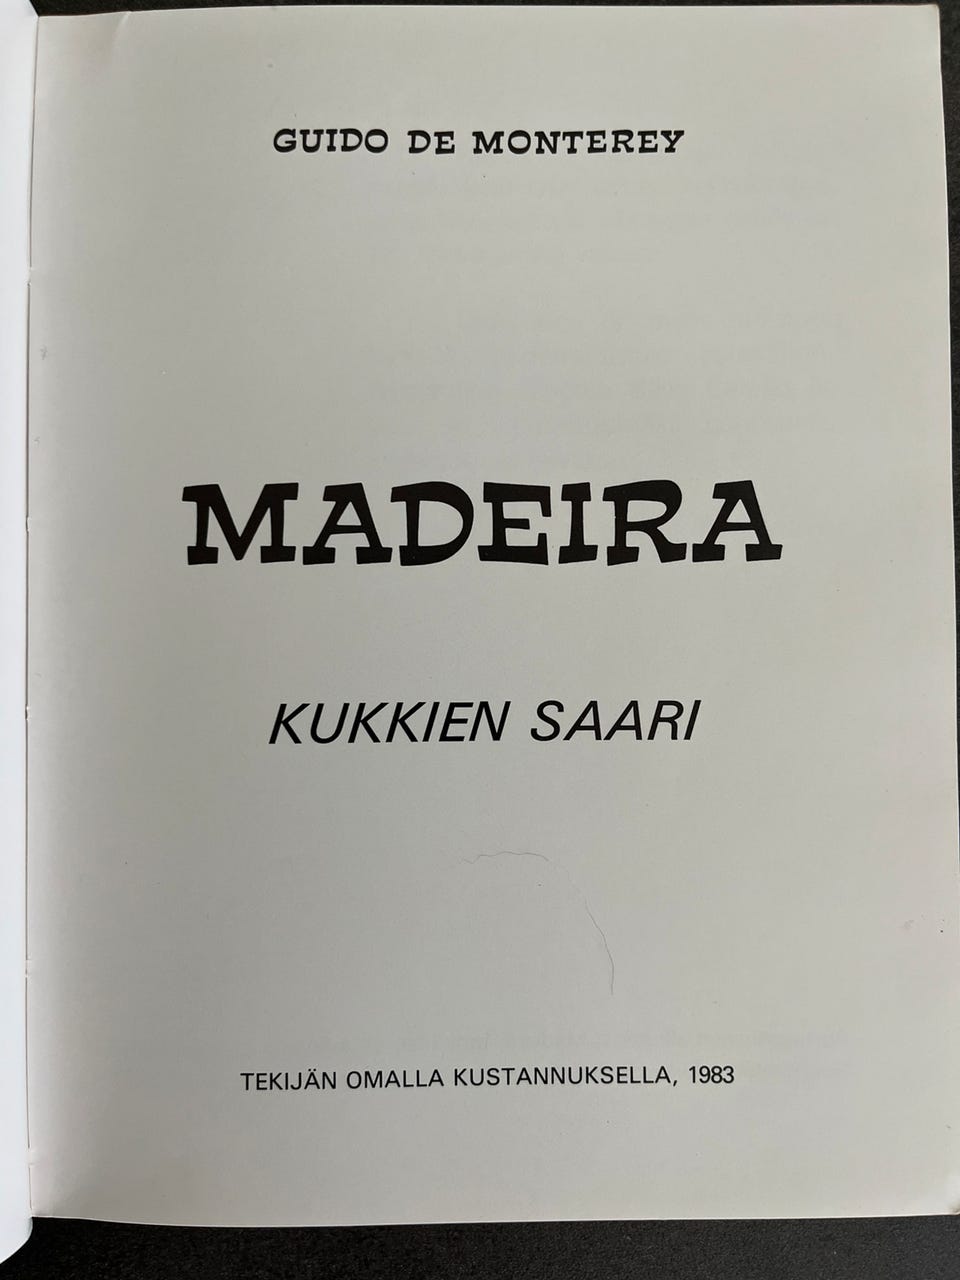 GUIDO DE MONTEREY
MADEIRA
KUKKIEN SAARI
TEKIJÄN OMALLA KUSTANNUKSELLA, 1983